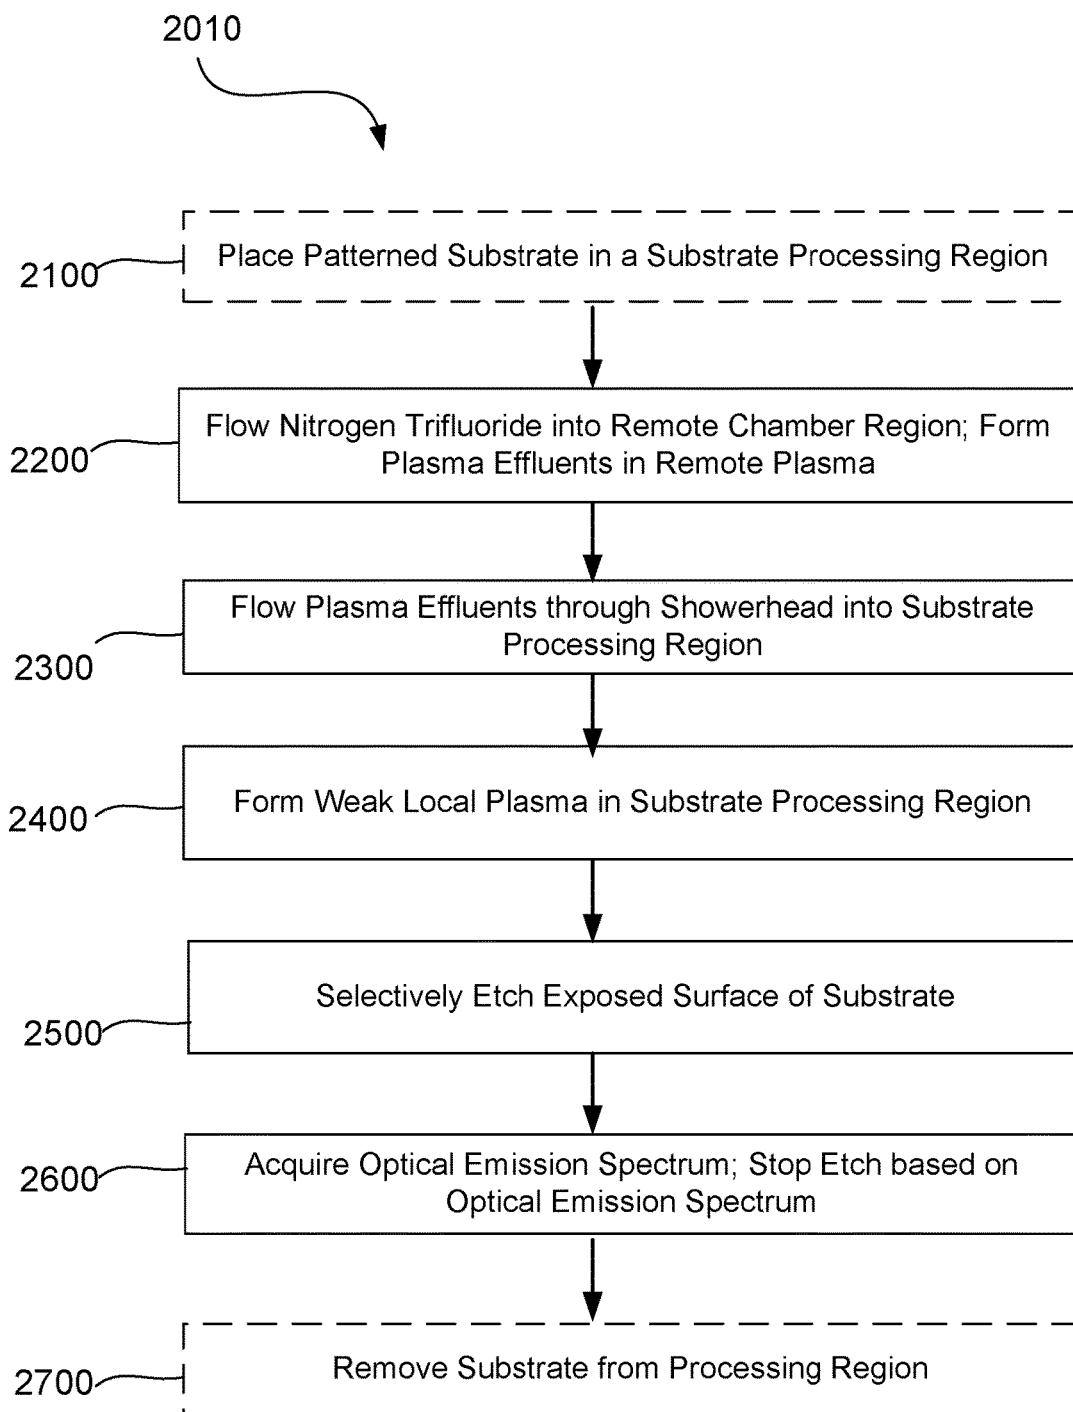 2010
2100
Place Patterned Substrate in a Substrate Processing Region
2200
Flow Nitrogen Trifluoride into Remote Chamber Region; Form
Plasma Effluents in Remote Plasma
2300
Flow Plasma Effluents through Showerhead into Substrate
Processing Region
2400
Form Weak Local Plasma in Substrate Processing Region
2500
Selectively Etch Exposed Surface of Substrate
2600
Acquire Optical Emission Spectrum; Stop Etch based on
Optical Emission Spectrum
2700
Remove Substrate from Processing Region